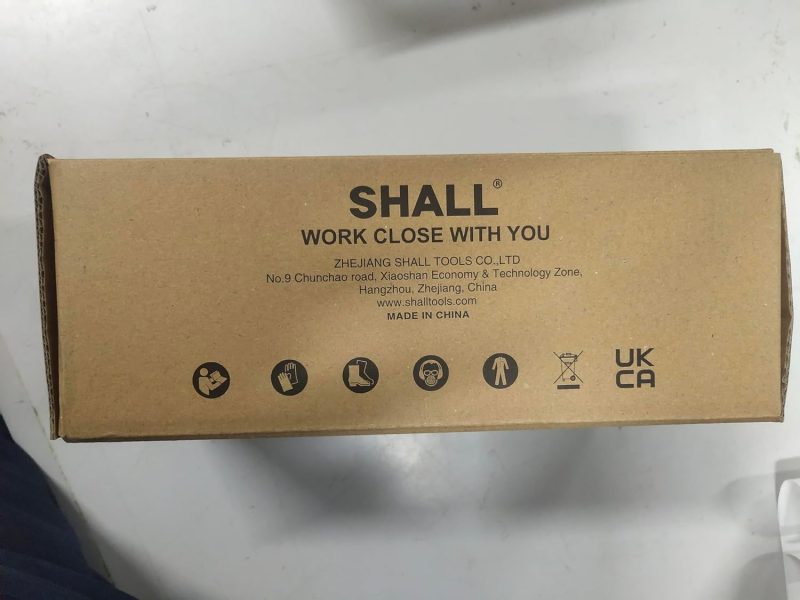 SHALL®
WORK CLOSE WITH YOU
ZHEJIANG SHALL TOOLS CO.,LTD
No.9 Chunchao road, Xiaoshan Economy & Technology Zone,
Hangzhou, Zhejiang, China
www.shalltools.com
MADE IN CHINA
UK
CA